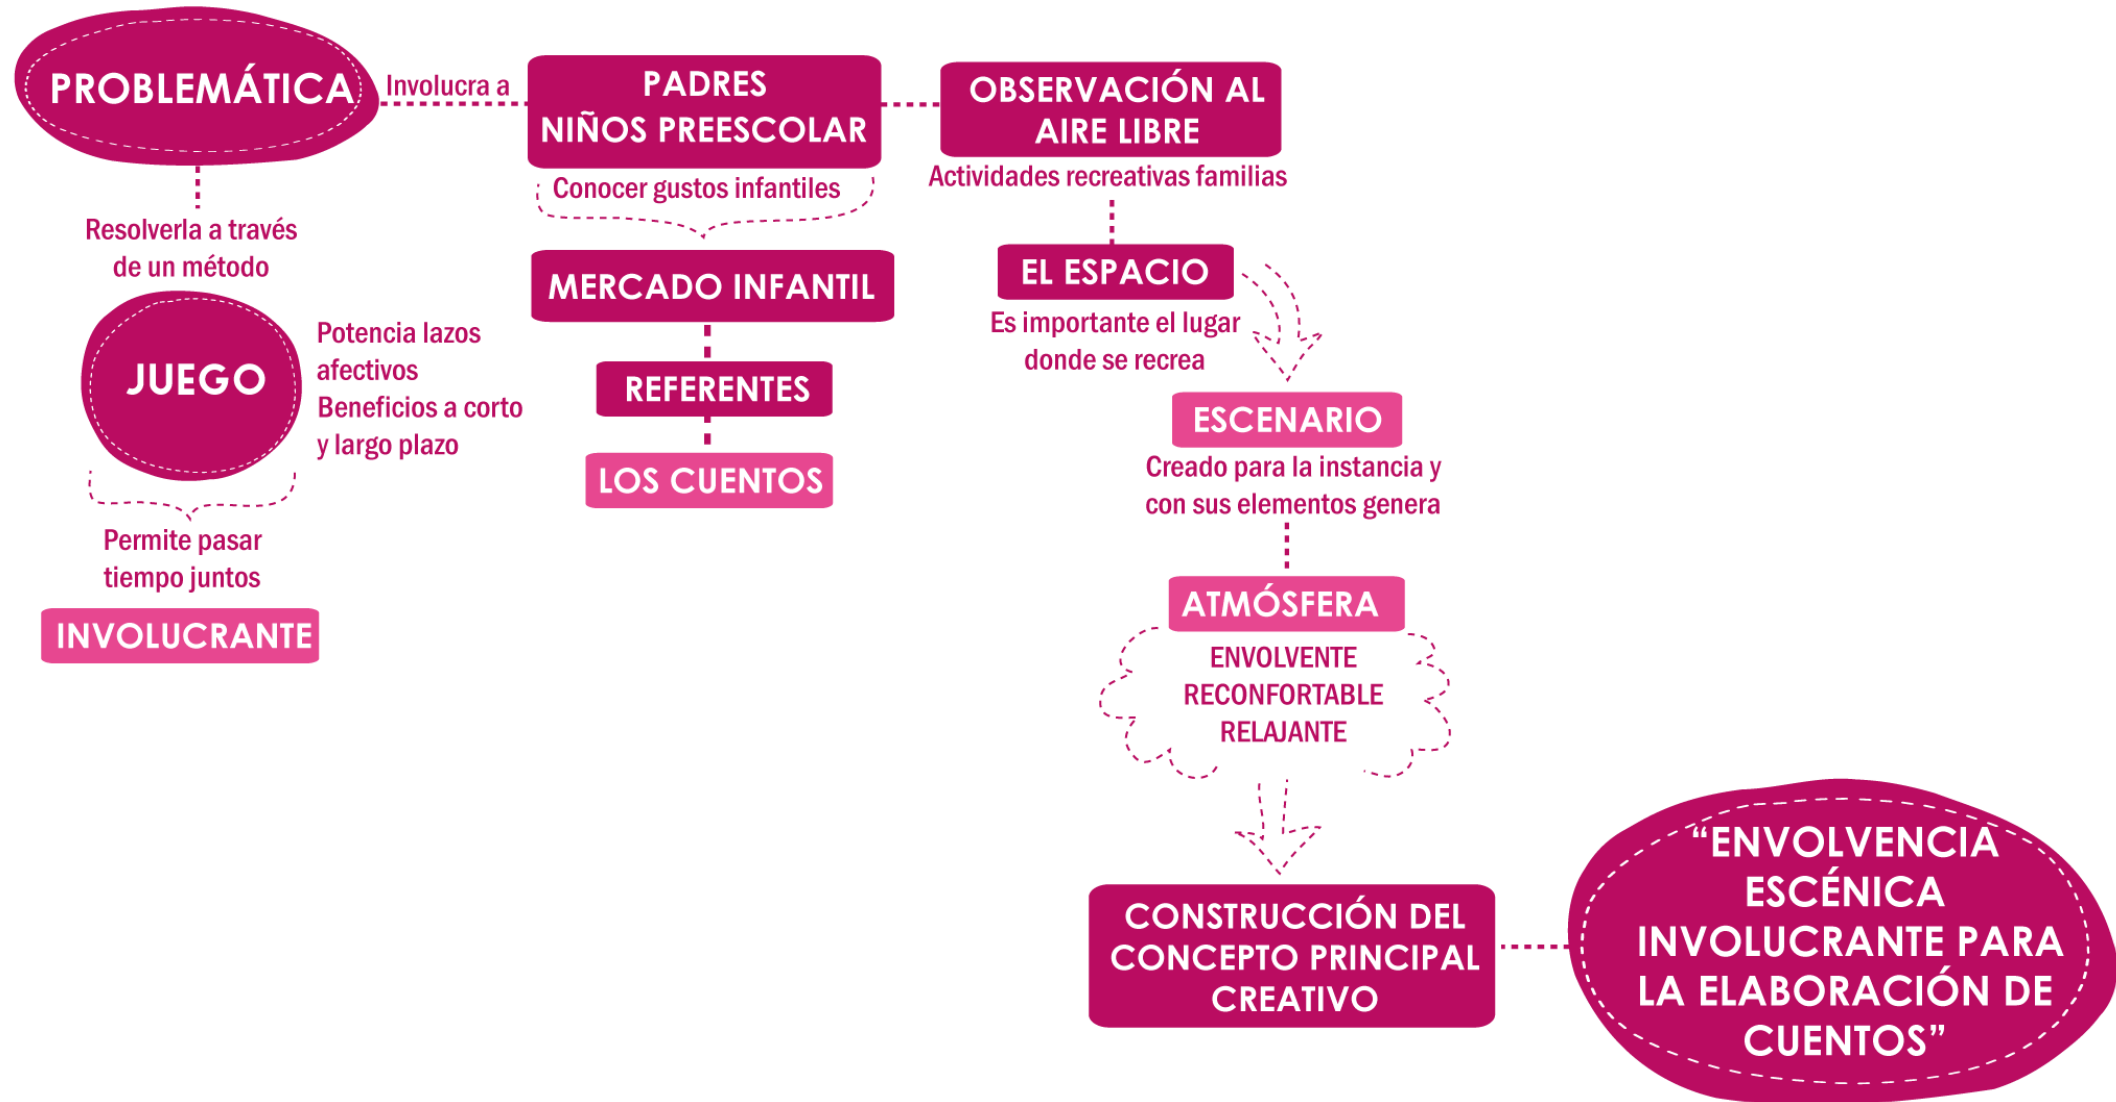 PROBLEMÁTICA
Involucra a
PADRES
NIÑOS PREESCOLAR
OBSERVACIÓN AL
AIRE LIBRE
Resolverla a través
de un método
JUEGO
Potencia lazos
afectivos
Beneficios a corto
y largo plazo
Permite pasar
tiempo juntos
INVOLUCRANTE
Conocer gustos infantiles
MERCADO INFANTIL
REFERENTES
LOS CUENTOS
Actividades recreativas familias
EL ESPACIO
Es importante el lugar
donde se recrea
ESCENARIO
Creado para la instancia y
con sus elementos genera
ATMÓSFERA
ENVOLVENTE
RECONFORTABLE
RELAJANTE
CONSTRUCCIÓN DEL
CONCEPTO PRINCIPAL
CREATIVO
“ENVOLVENCIA
ESCÉNICA
INVOLUCRANTE PARA
LA ELABORACIÓN DE
CUENTOS”